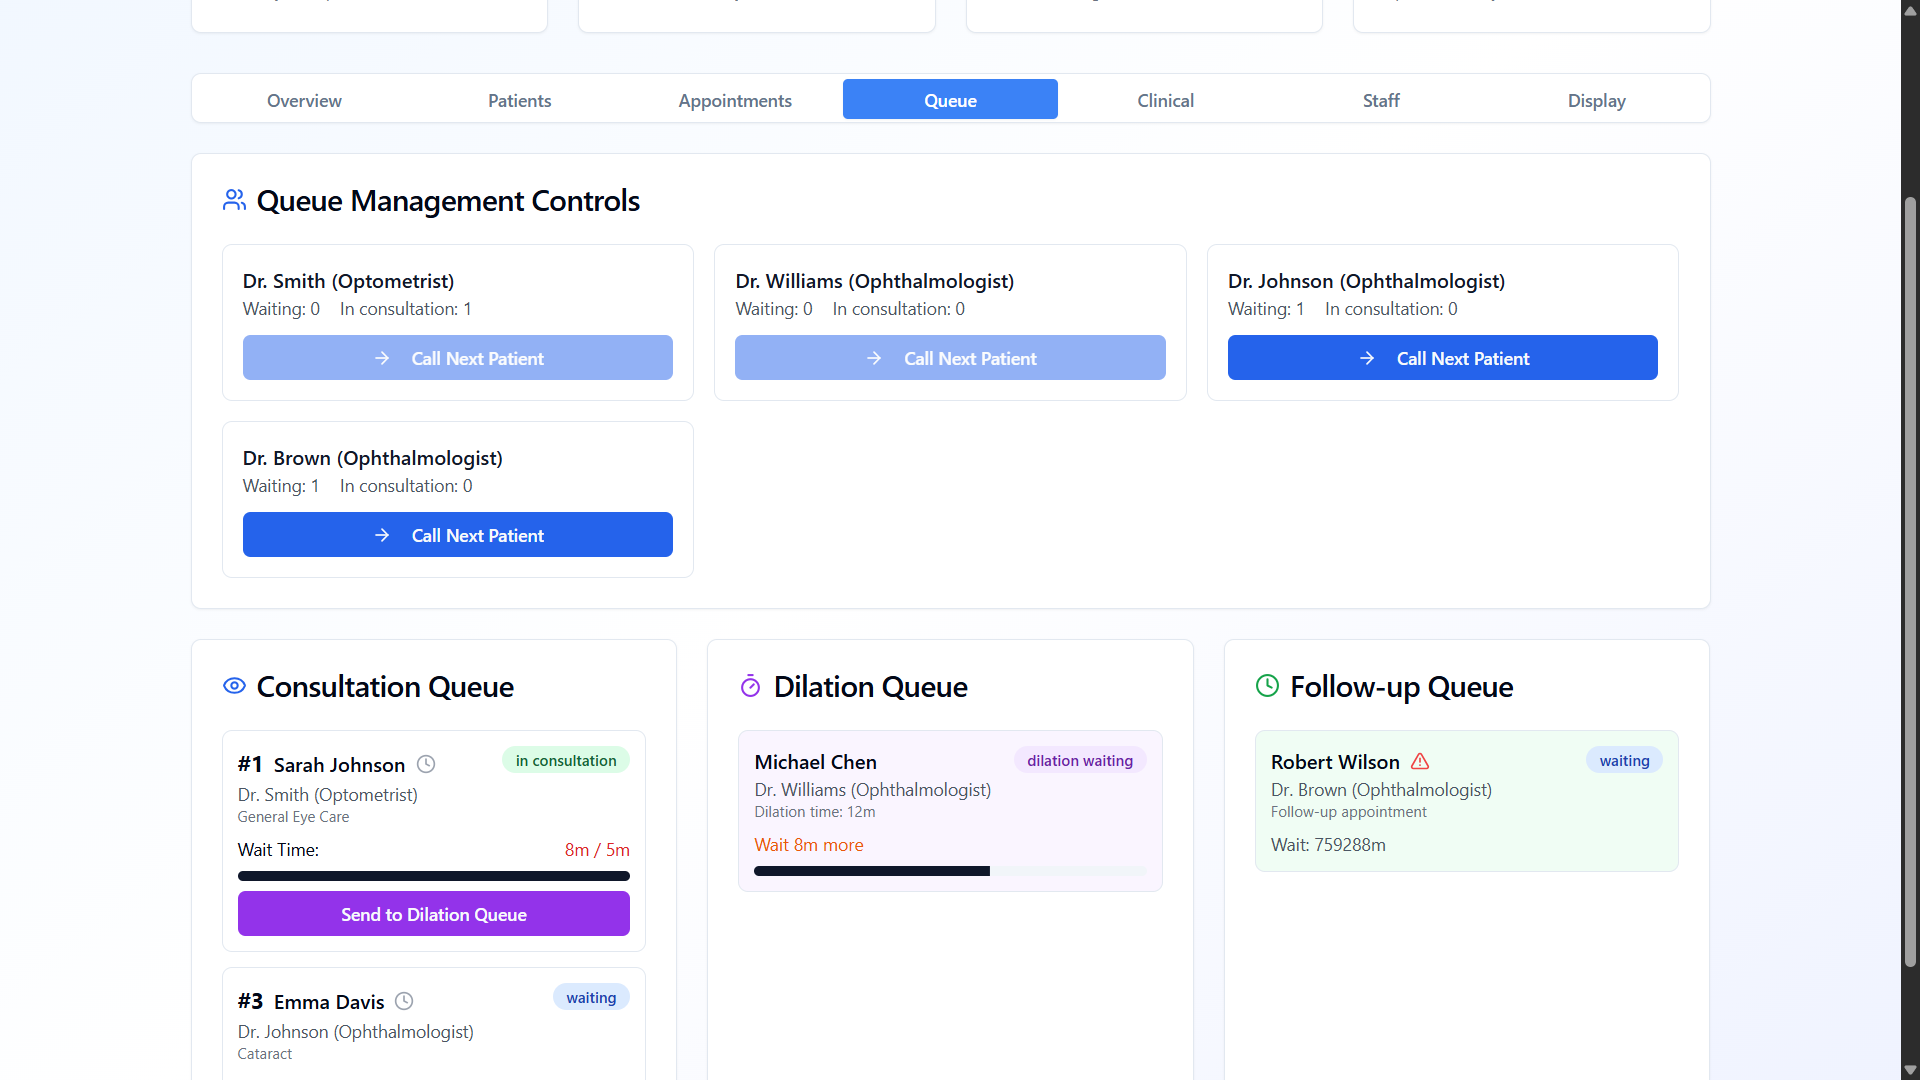 Overview
Patients
Appointments
Queue
Clinical
Staff
Display
Queue Management Controls
Dr. Smith (Optometrist)
Waiting: 0 In consultation: 1
Call Next Patient
Dr. Williams (Ophthalmologist)
Waiting: 0 In consultation: 0
Call Next Patient
Dr. Johnson (Ophthalmologist)
Waiting: 1 In consultation: 0
Call Next Patient
Dr. Brown (Ophthalmologist)
Waiting: 1 In consultation: 0
Call Next Patient
Consultation Queue
#1 Sarah Johnson
in consultation
Dr. Smith (Optometrist)
General Eye Care
Wait Time: 8m / 5m
Send to Dilation Queue
#3 Emma Davis
waiting
Dr. Johnson (Ophthalmologist)
Cataract
Dilation Queue
Michael Chen
dilation waiting
Dr. Williams (Ophthalmologist)
Dilation time: 12m
Wait 8m more
Follow-up Queue
Robert Wilson
waiting
Dr. Brown (Ophthalmologist)
Follow-up appointment
Wait: 759288m